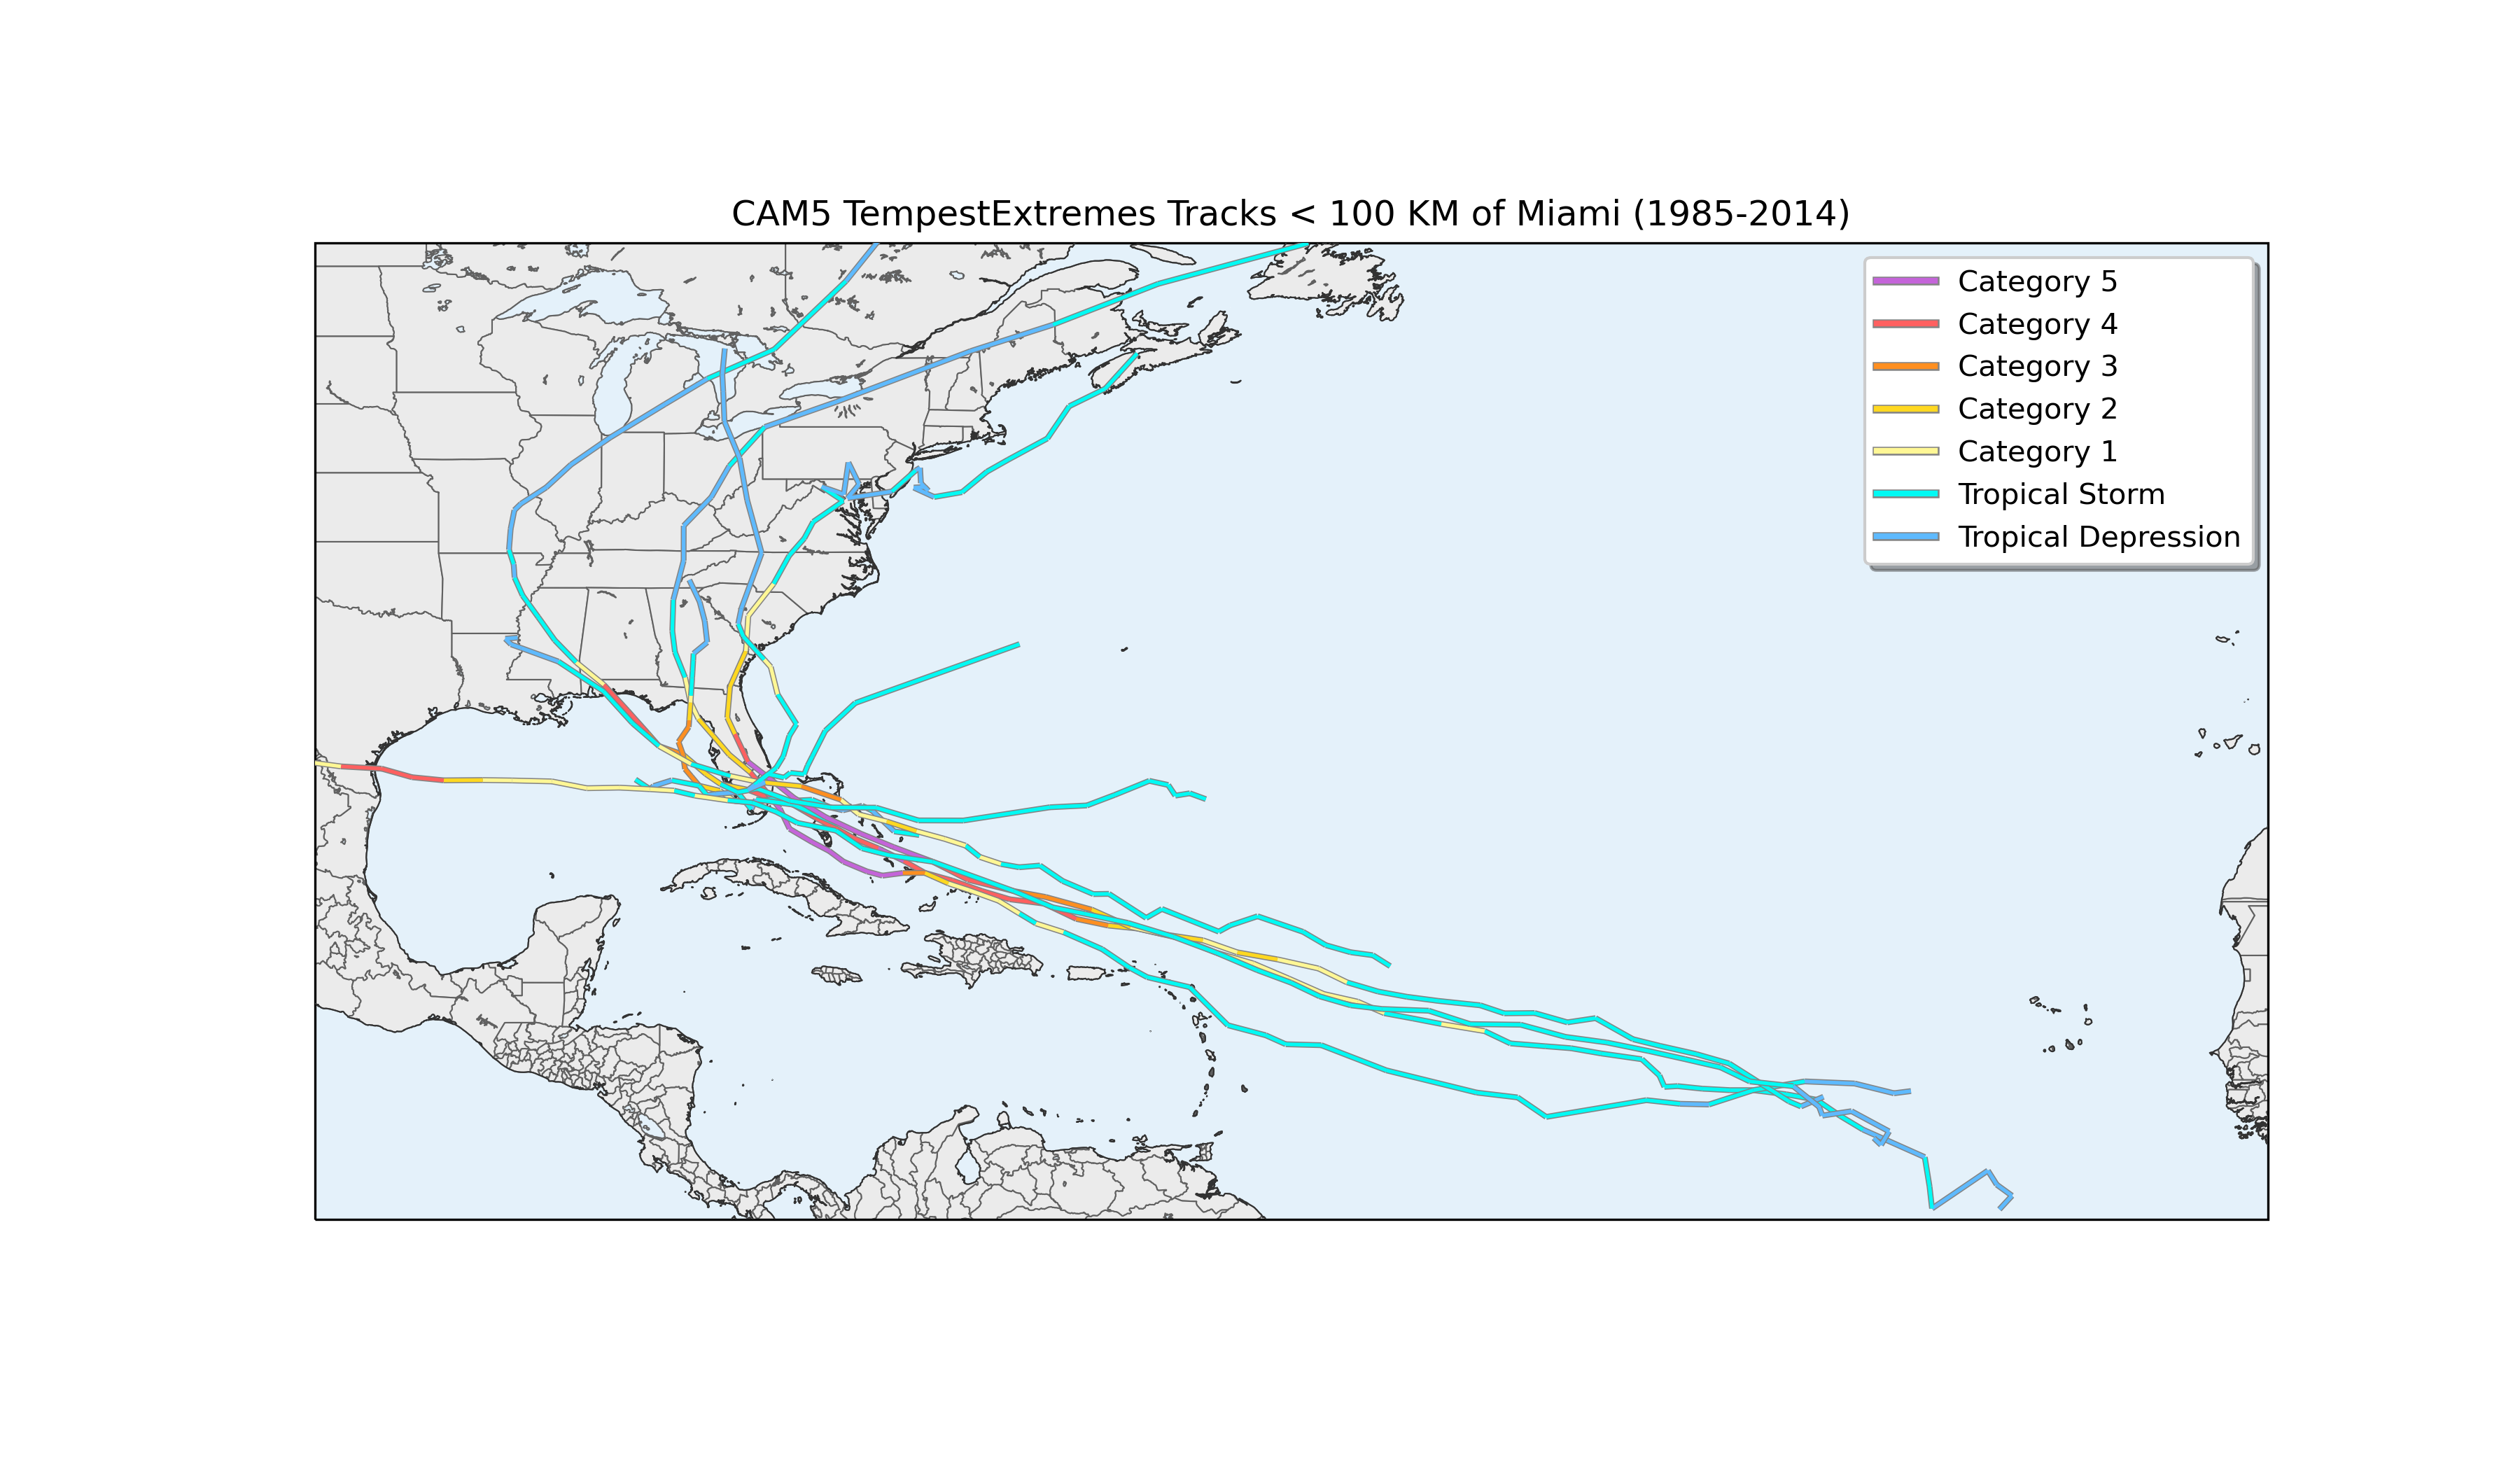 CAM5 TempestExtremes Tracks < 100 KM of Miami (1985-2014)
Category 5
Category 4
Category 3
Category 2
Category 1
Tropical Storm
Tropical Depression